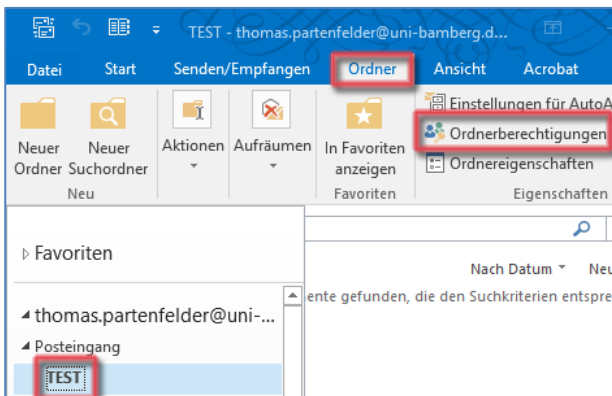 TEST - thomas.partenfelder@uni-bamberg.d...
Datei Start Senden/Empfangen Ordner Ansicht Acrobat
Neuer Ordner
Neuer Suchordner
Neu
Aktionen
Aufräumen
In Favoriten anzeigen
Favoriten
Einstellungen für AutoA
Ordnerberechtigungen
Ordnereigenschaften
Eigenschaften
Favoriten
Nach Datum Neu
ente gefunden, die den Suchkriterien entspre
thomas.partenfelder@uni-...
Posteingang
TEST